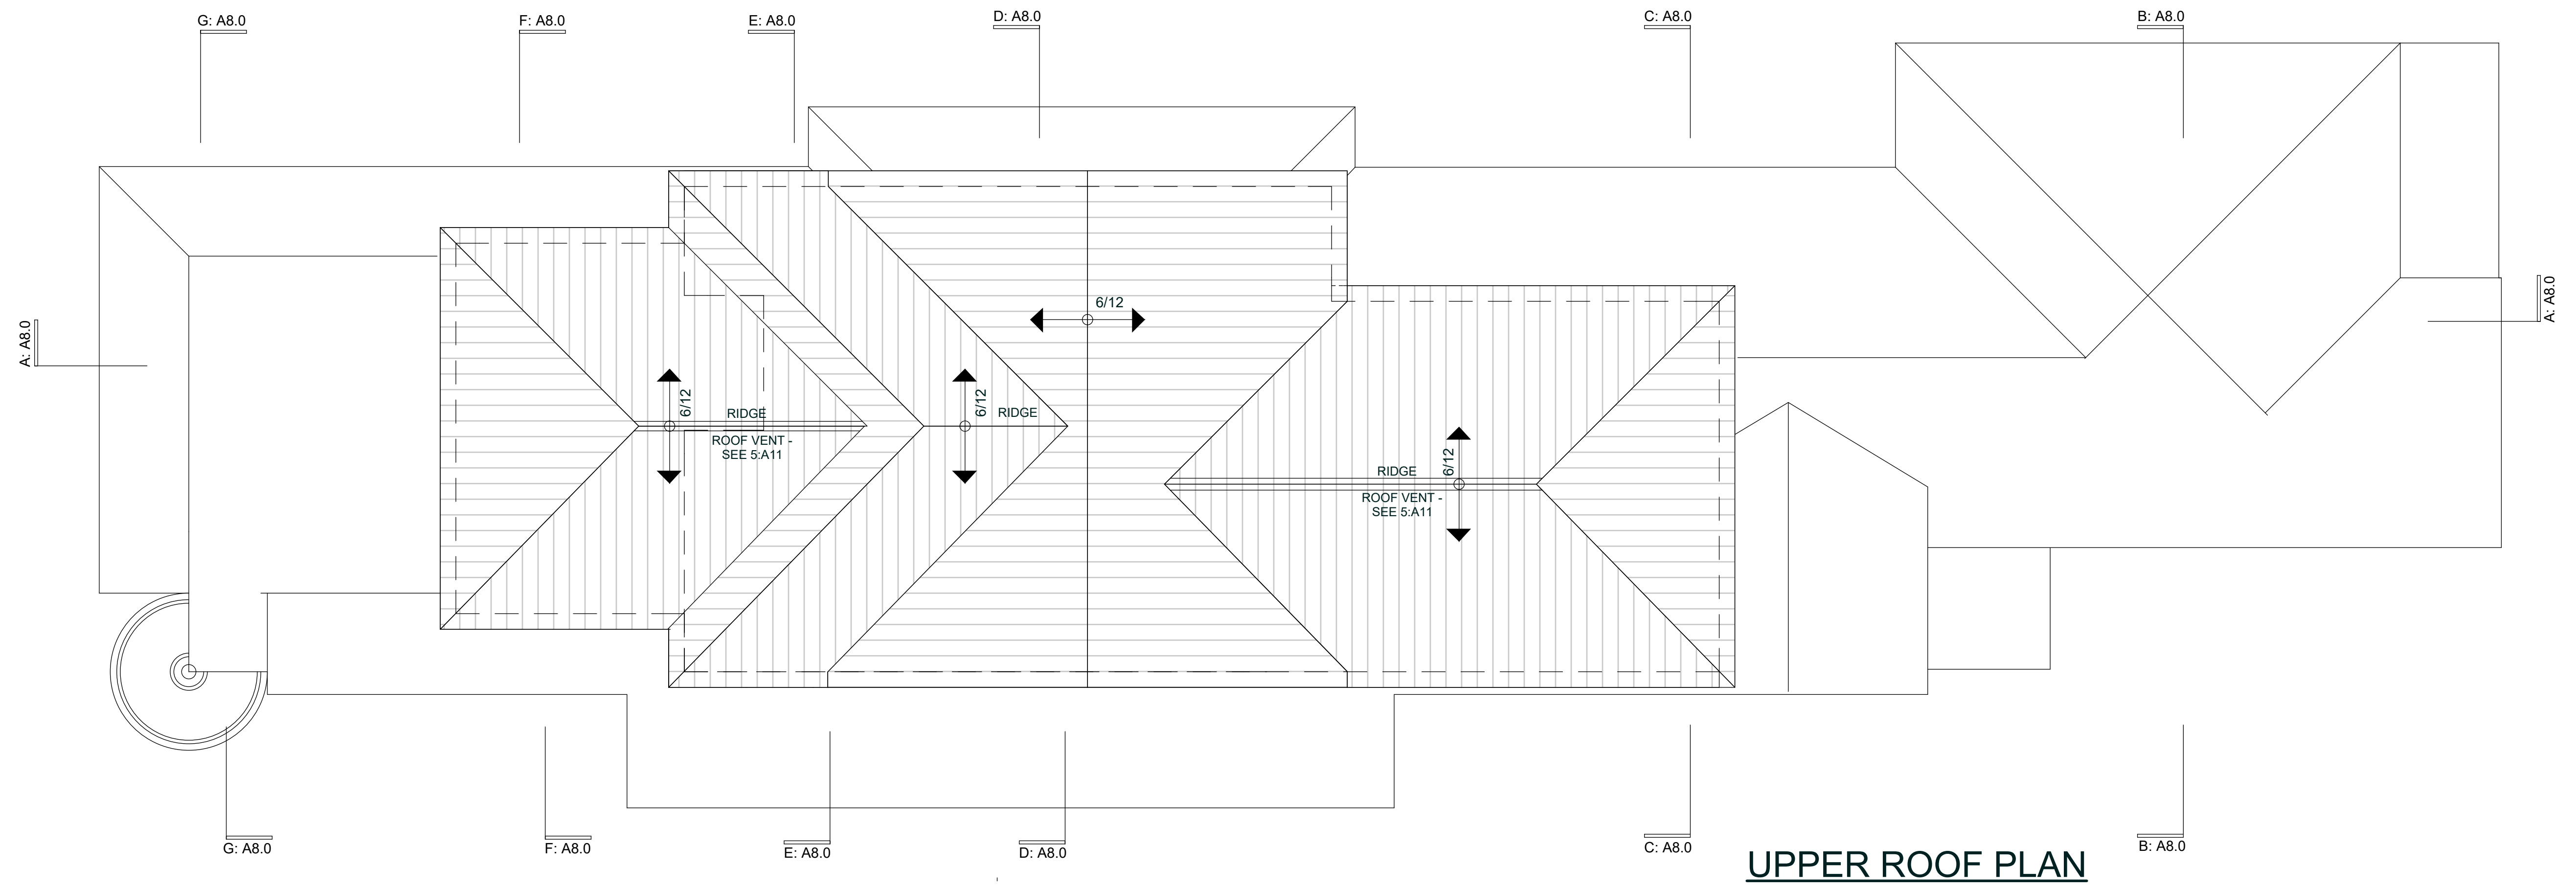 G: A8.0
F: A8.0
E: A8.0
D: A8.0
C: A8.0
B: A8.0
A: A8.0
A: A8.0
6/12
6/12
RIDGE
ROOF VENT -
SEE 5:A11
6/12
RIDGE
6/12
RIDGE
ROOF VENT -
SEE 5:A11
G: A8.0
F: A8.0
E: A8.0
D: A8.0
C: A8.0
B: A8.0
UPPER ROOF PLAN